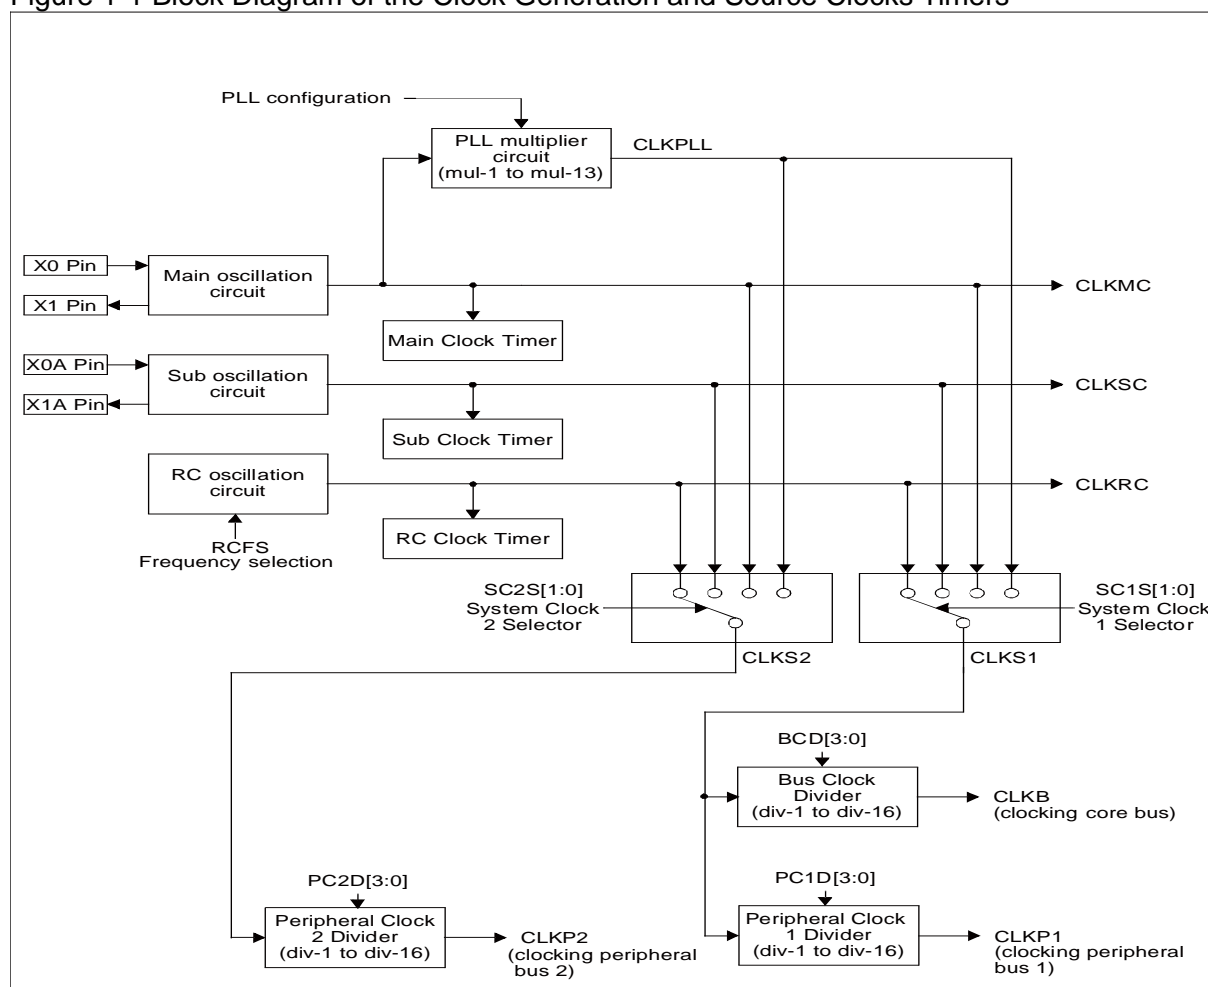 Figure 1-1 Block Diagram of the Clock Generation and Source Clocks Timers
PLL configuration
PLL multiplier
circuit
(mul-1 to mul-13)
CLKPLL
X0 Pin
X1 Pin
Main oscillation
circuit
CLKMC
Main Clock Timer
X0A Pin
X1A Pin
Sub oscillation
circuit
CLKSC
Sub Clock Timer
RC oscillation
circuit
CLKRC
RC Clock Timer
RCFS
Frequency selection
SC2S[1:0]
System Clock
2 Selector
SC1S[1:0]
System Clock
1 Selector
CLKS2
CLKS1
BCD[3:0]
Bus Clock
Divider
(div-1 to div-16)
CLKB
(clocking core bus)
PC2D[3:0]
Peripheral Clock
2 Divider
(div-1 to div-16)
CLKP2
(clocking peripheral
bus 2)
PC1D[3:0]
Peripheral Clock
1 Divider
(div-1 to div-16)
CLKP1
(clocking peripheral
bus 1)